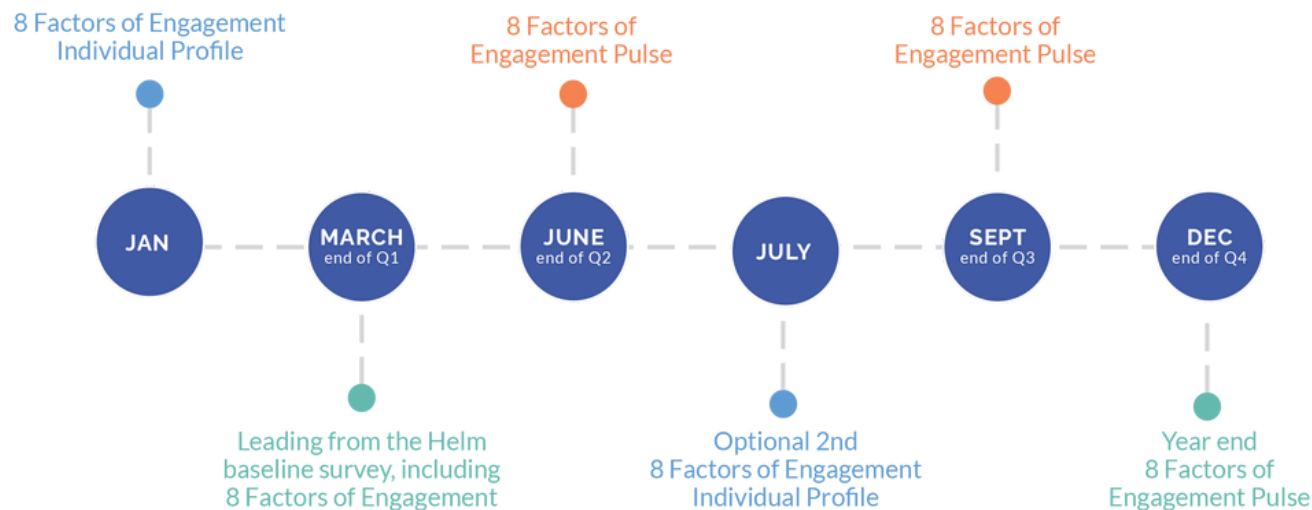 8 Factors of Engagement
Individual Profile
8 Factors of
Engagement Pulse
8 Factors of
Engagement Pulse
JAN
MARCH
end of Q1
JUNE
end of Q2
JULY
SEPT
end of Q3
DEC
end of Q4
Leading from the Helm
baseline survey, including
8 Factors of Engagement
Optional 2nd
8 Factors of Engagement
Individual Profile
Year end
8 Factors of
Engagement Pulse